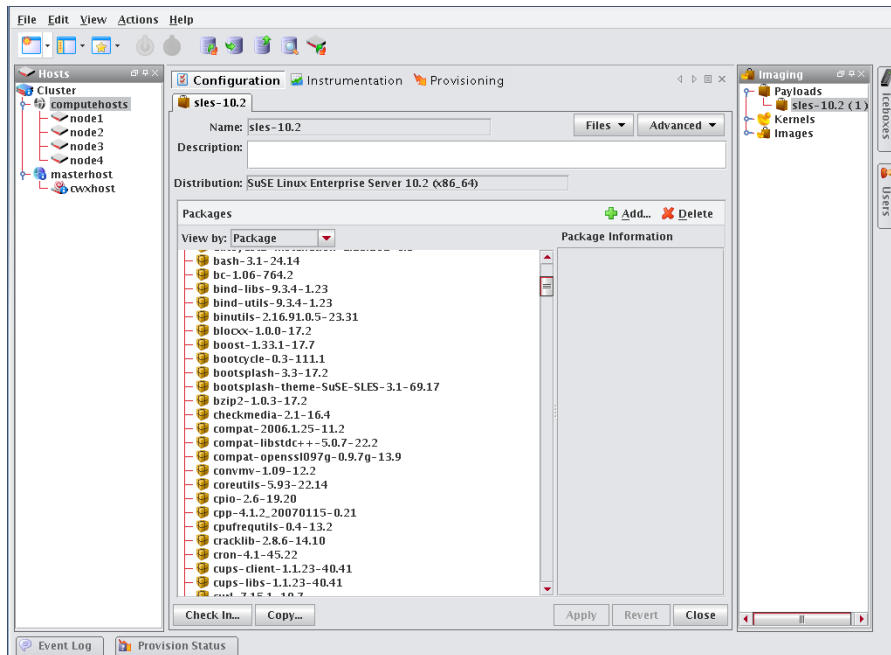 File Edit View Actions Help
Hosts
Cluster
computehosts
node1
node2
node3
node4
masterhost
cwxhost
Configuration Instrumentation Provisioning
sles-10.2
Name: sles-10.2 Files Advanced
Description:
Distribution: SuSE Linux Enterprise Server 10.2 (x86_64)
Packages Add... Delete
View by: Package Package Information
bash-3.1-24.14
bc-1.06-764.2
bind-libs-9.3.4-1.23
bind-utils-9.3.4-1.23
binutils-2.16.91.0.5-23.31
blocxx-1.0.0-17.2
boost-1.33.1-17.7
bootcycle-0.3-111.1
bootsplash-3.3-17.2
bootsplash-theme-SuSE-SLES-3.1-69.17
bzip2-1.0.3-17.2
checkmedia-2.1-16.4
compat-2006.1.25-11.2
compat-libstdc++-5.0.7-22.2
compat-openssl097g-0.9.7g-13.9
convmv-1.09-12.2
coreutils-5.93-22.14
cpio-2.6-19.20
cpp-4.1.2_20070115-0.21
cpufrequtils-0.4-13.2
cracklib-2.8.6-14.10
cron-4.1-45.22
cups-client-1.1.23-40.41
cups-libs-1.1.23-40.41
Check In... Copy... Apply Revert Close
Imaging
Payloads
sles-10.2 (1)
Kernels
Images
Iceboxes
Users
Event Log Provision Status